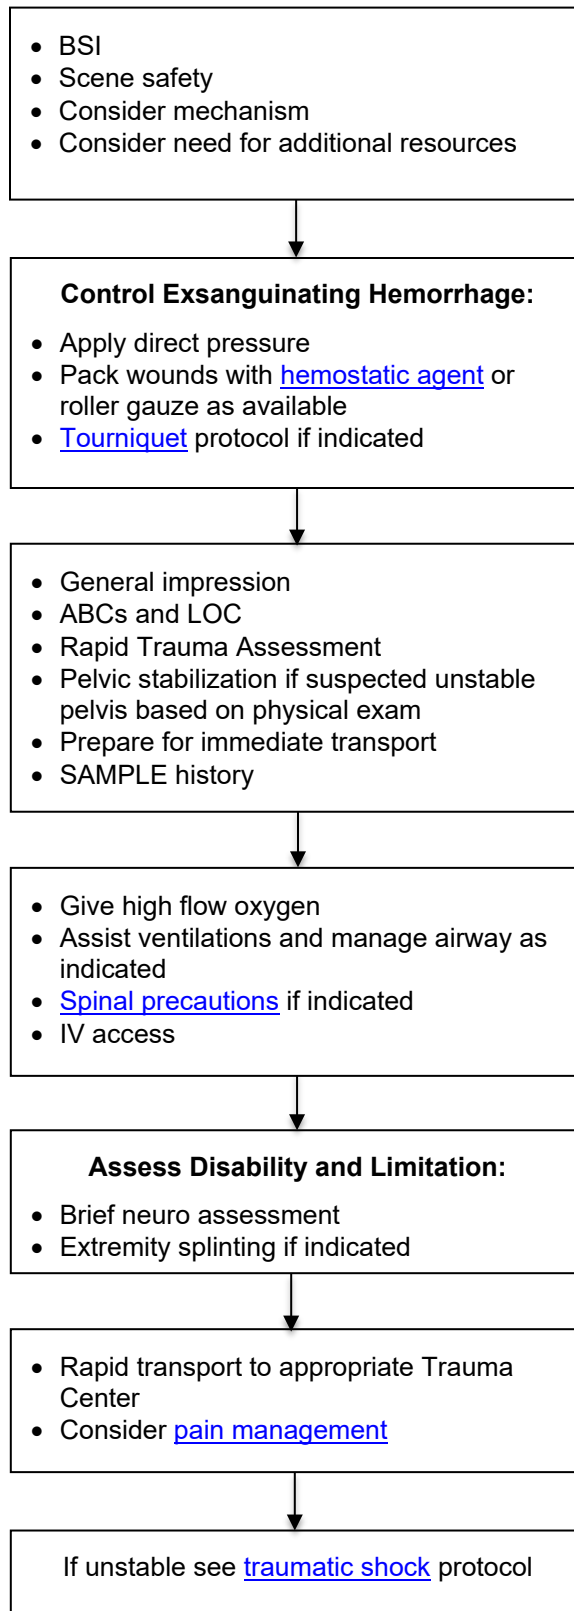 • BSI
• Scene safety
• Consider mechanism
• Consider need for additional resources
Control Exsanguinating Hemorrhage:
• Apply direct pressure
• Pack wounds with hemostatic agent or
roller gauze as available
• Tourniquet protocol if indicated
• General impression
• ABCs and LOC
• Rapid Trauma Assessment
• Pelvic stabilization if suspected unstable
pelvis based on physical exam
• Prepare for immediate transport
• SAMPLE history
• Give high flow oxygen
• Assist ventilations and manage airway as
indicated
• Spinal precautions if indicated
• IV access
Assess Disability and Limitation:
• Brief neuro assessment
• Extremity splinting if indicated
• Rapid transport to appropriate Trauma
Center
• Consider pain management
If unstable see traumatic shock protocol